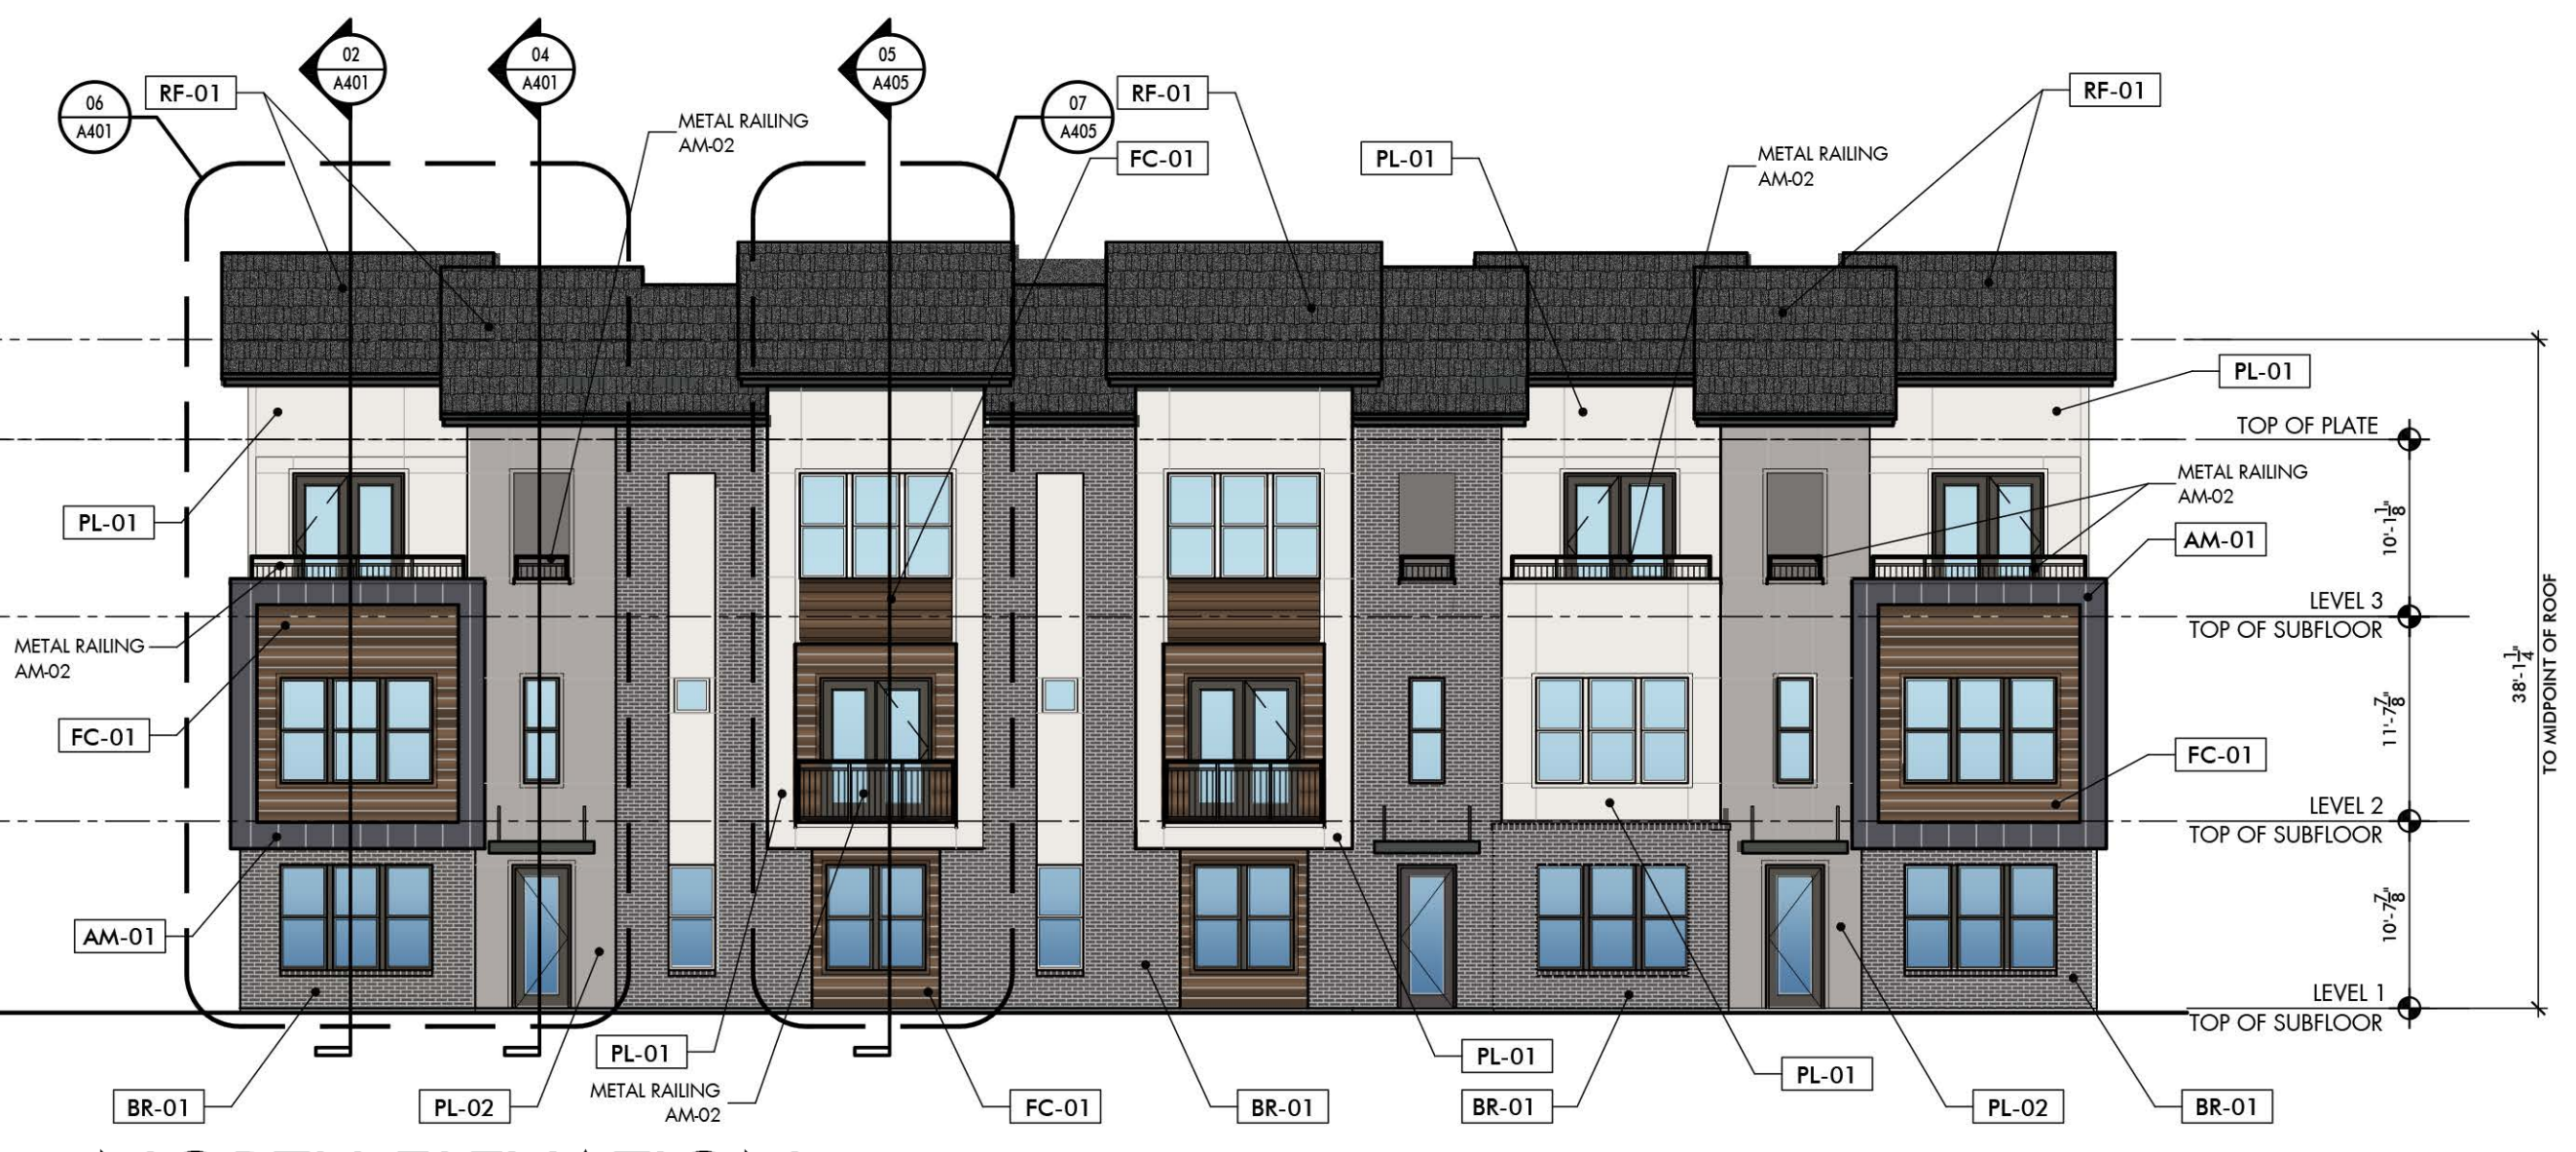 02
A401
04
A401
05
A405
06
A401
RF-01
METAL RAILING
AM-02
07
A405
RF-01
FC-01
PL-01
METAL RAILING
AM-02
RF-01
PL-01
TOP OF PLATE
METAL RAILING
AM-02
AM-01
10'-1 1/8"
PL-01
LEVEL 3
TOP OF SUBFLOOR
METAL RAILING
AM-02
FC-01
11'-7 7/8"
38'-1 1/4"
TO MIDPOINT OF ROOF
FC-01
LEVEL 2
TOP OF SUBFLOOR
AM-01
10'-7 7/8"
LEVEL 1
TOP OF SUBFLOOR
BR-01
PL-02
PL-01
METAL RAILING
AM-02
FC-01
BR-01
PL-01
BR-01
PL-01
PL-02
BR-01